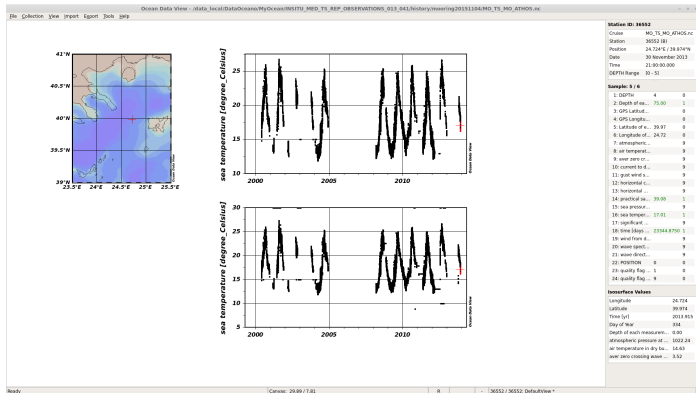 Ocean Data View - /data_local/DataOceano/MyOcean/INSITU_MED_TS_REP_OBSERVATIONS_013_041/history/mooring20151104/MO_TS_MO_ATHOS.nc
File Collection View Import Export Tools Help
41°N
40.5°N
40°N
39.5°N
39°N
23.5°E 24°E 24.5°E 25°E 25.5°E
Ocean Data View
sea temperature [degree_Celsius]
25
20
15
10
2000 2005 2010
Ocean Data View
sea temperature [degree_Celsius]
30
25
20
15
10
5
2000 2005 2010
Ocean Data View
Station ID: 36552
Cruise MO_TS_MO_ATHOS.nc
Station 36552 (B)
Position 24.724°E / 39.974°N
Date 30 November 2013
Time 21:00:00.000
DEPTH Range [0 - 5]
Sample: 5 / 6
1: DEPTH 4 0
2: Depth of ea... 75.00 1
3: GPS Latitud... 9
4: GPS Longitu... 9
5: Latitude of e... 39.97 1
6: Longitude of... 24.72 1
7: atmospheric... 9
8: air temperat... 9
9: aver zero cr... 9
10: current to d... 9
11: gust wind a... 9
12: horizontal c... 9
13: horizontal ... 9
14: practical sa... 39.08 1
15: sea pressur... 9
16: sea temper... 17.01 1
17: significant ... 9
18: time [days ... 23344.8750 1
19: wind from d... 9
20: wave spect... 9
21: wave direct... 9
22: POSITION 0 0
23: quality flag ... 1 0
24: quality flag ... 9 0
Isosurface Values
Longitude 24.724
Latitude 39.974
Time [yr] 2013.915
Day of Year 334
Depth of each measurem... 0.00
atmospheric pressure at ... 1022.24
air temperature in dry bu... 14.63
aver zero crossing wave ... 3.52
Ready Canvas: 29.89 / 7.81 R - 36552 / 36552: DefaultView *